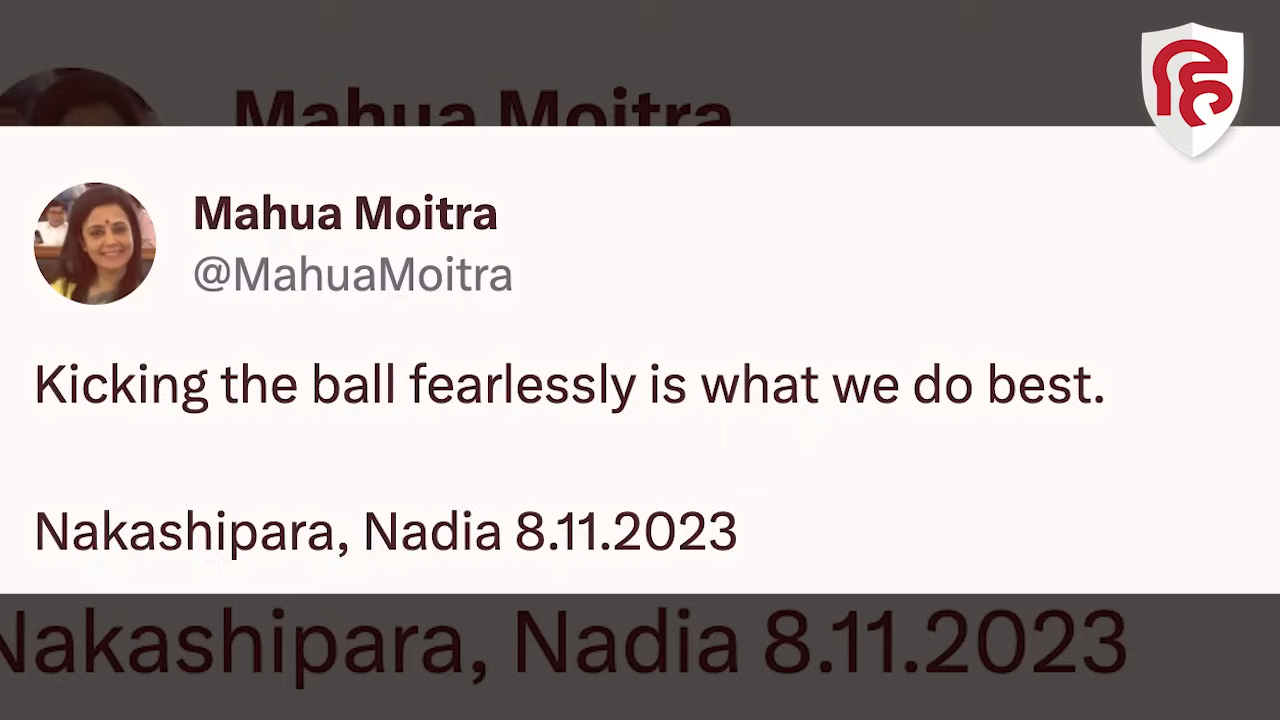 Mahua Moitra
Mahua Moitra
@MahuaMoitra
Kicking the ball fearlessly is what we do best.
Nakashipara, Nadia 8.11.2023
Nakashipara, Nadia 8.11.2023